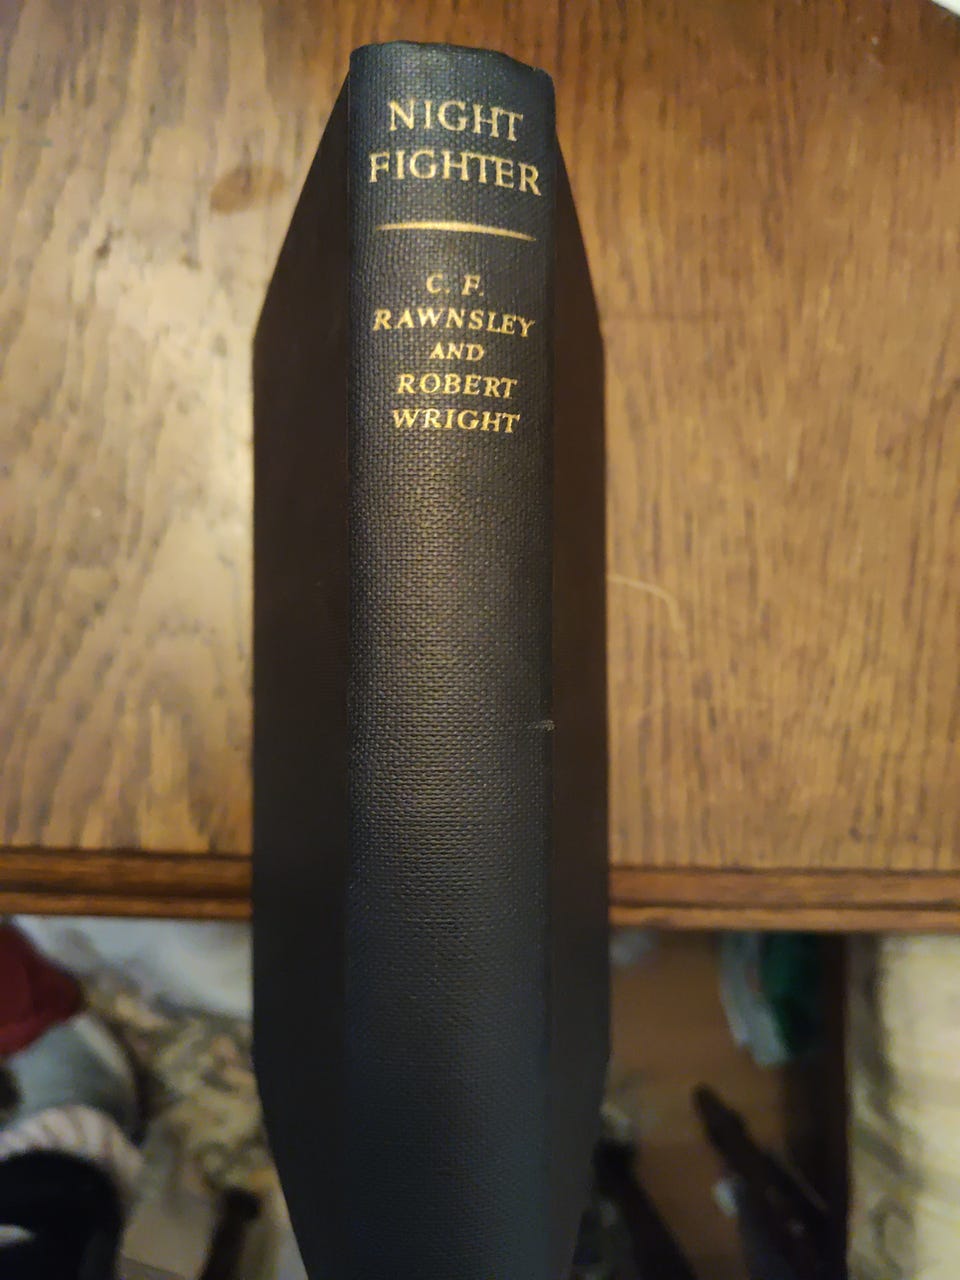 NIGHT
FIGHTER
C. F.
RAWNSLEY
AND
ROBERT
WRIGHT